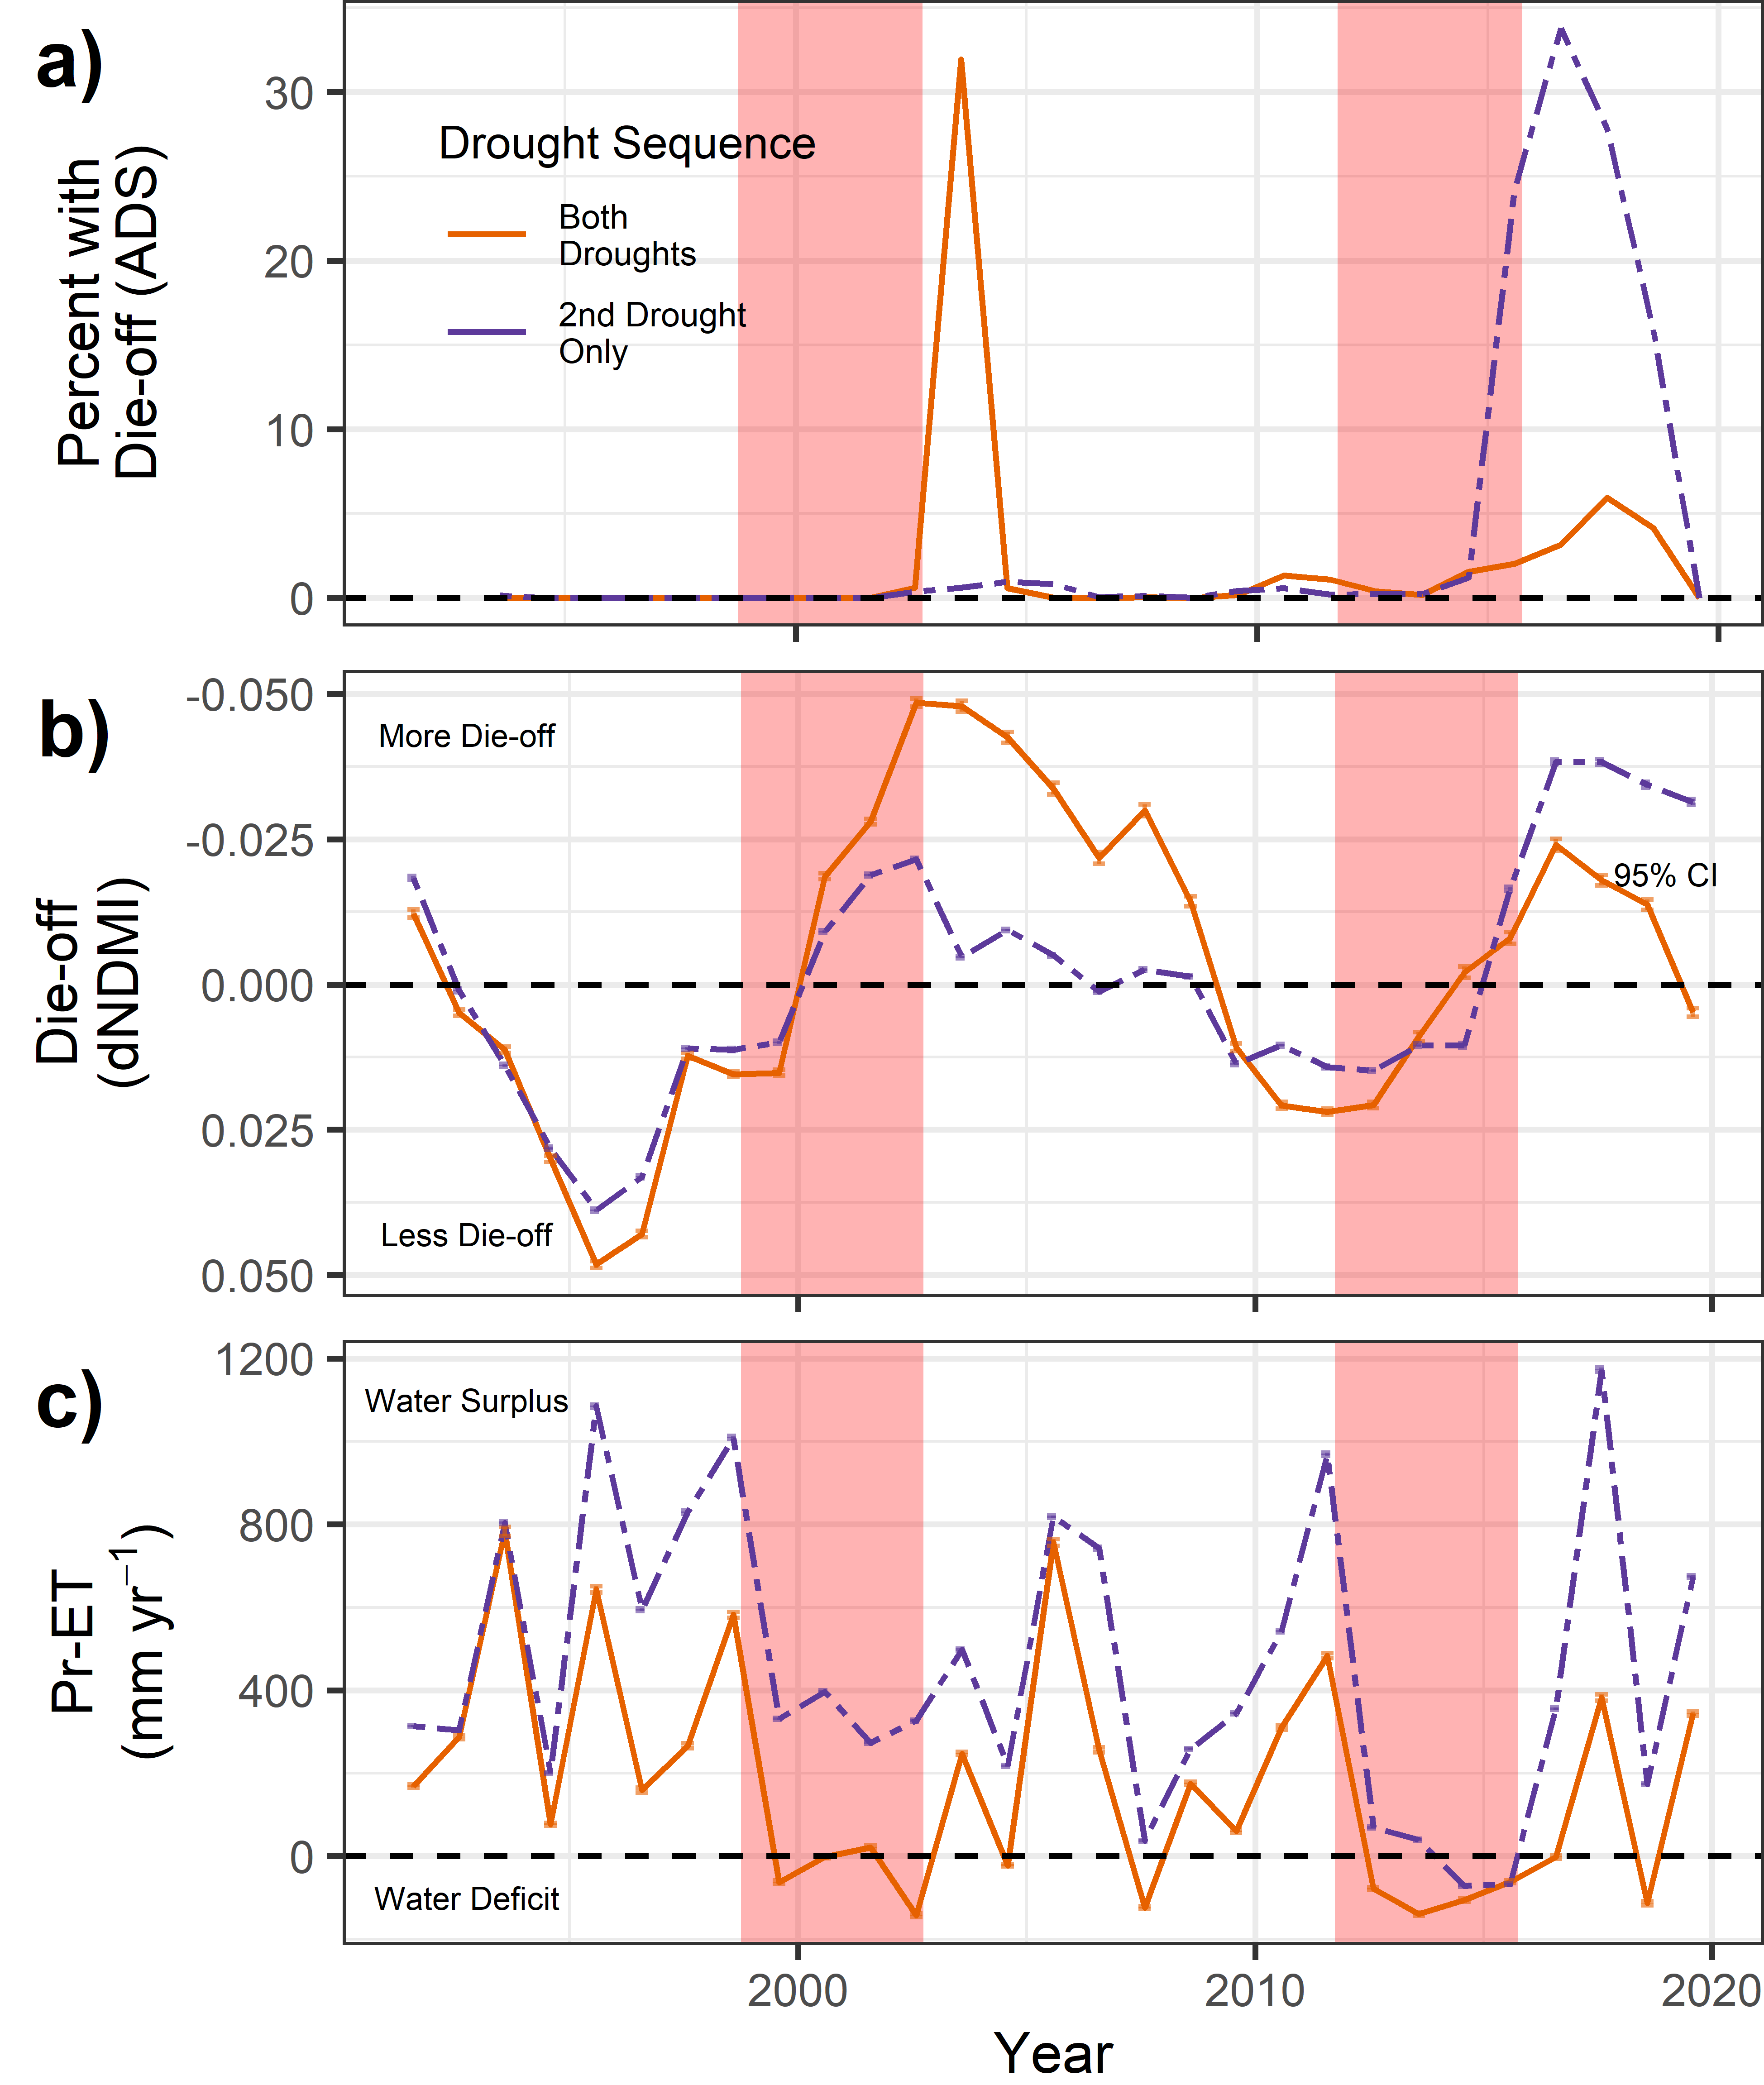 a)
Percent with
Die-off (ADS)
30
20
10
0
Drought Sequence
Both
Droughts
2nd Drought
Only
b)
Die-off
(dNDMI)
-0.050
-0.025
0.000
0.025
0.050
More Die-off
Less Die-off
95% CI
c)
Pr-ET
(mm yr⁻¹)
1200
800
400
0
Water Surplus
Water Deficit
2000
2010
2020
Year